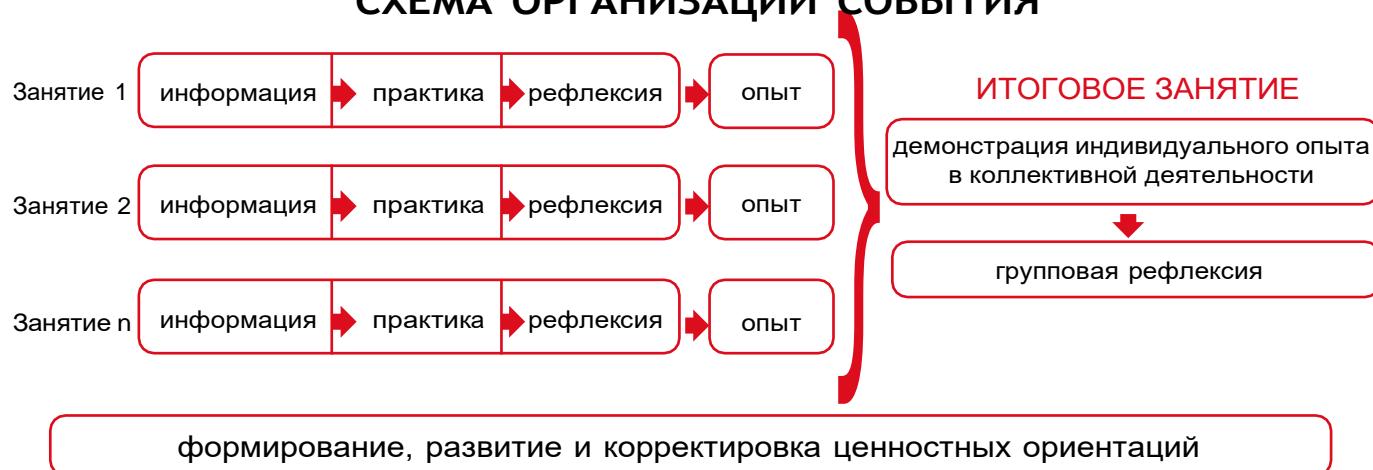 СХЕМА ОРГАНИЗАЦИИ СОБЫТИЯ
Занятие 1 информация практика рефлексия опыт
Занятие 2 информация практика рефлексия опыт
Занятие n информация практика рефлексия опыт
ИТОГОВОЕ ЗАНЯТИЕ
демонстрация индивидуального опыта
в коллективной деятельности
групповая рефлексия
формирование, развитие и корректировка ценностных ориентаций